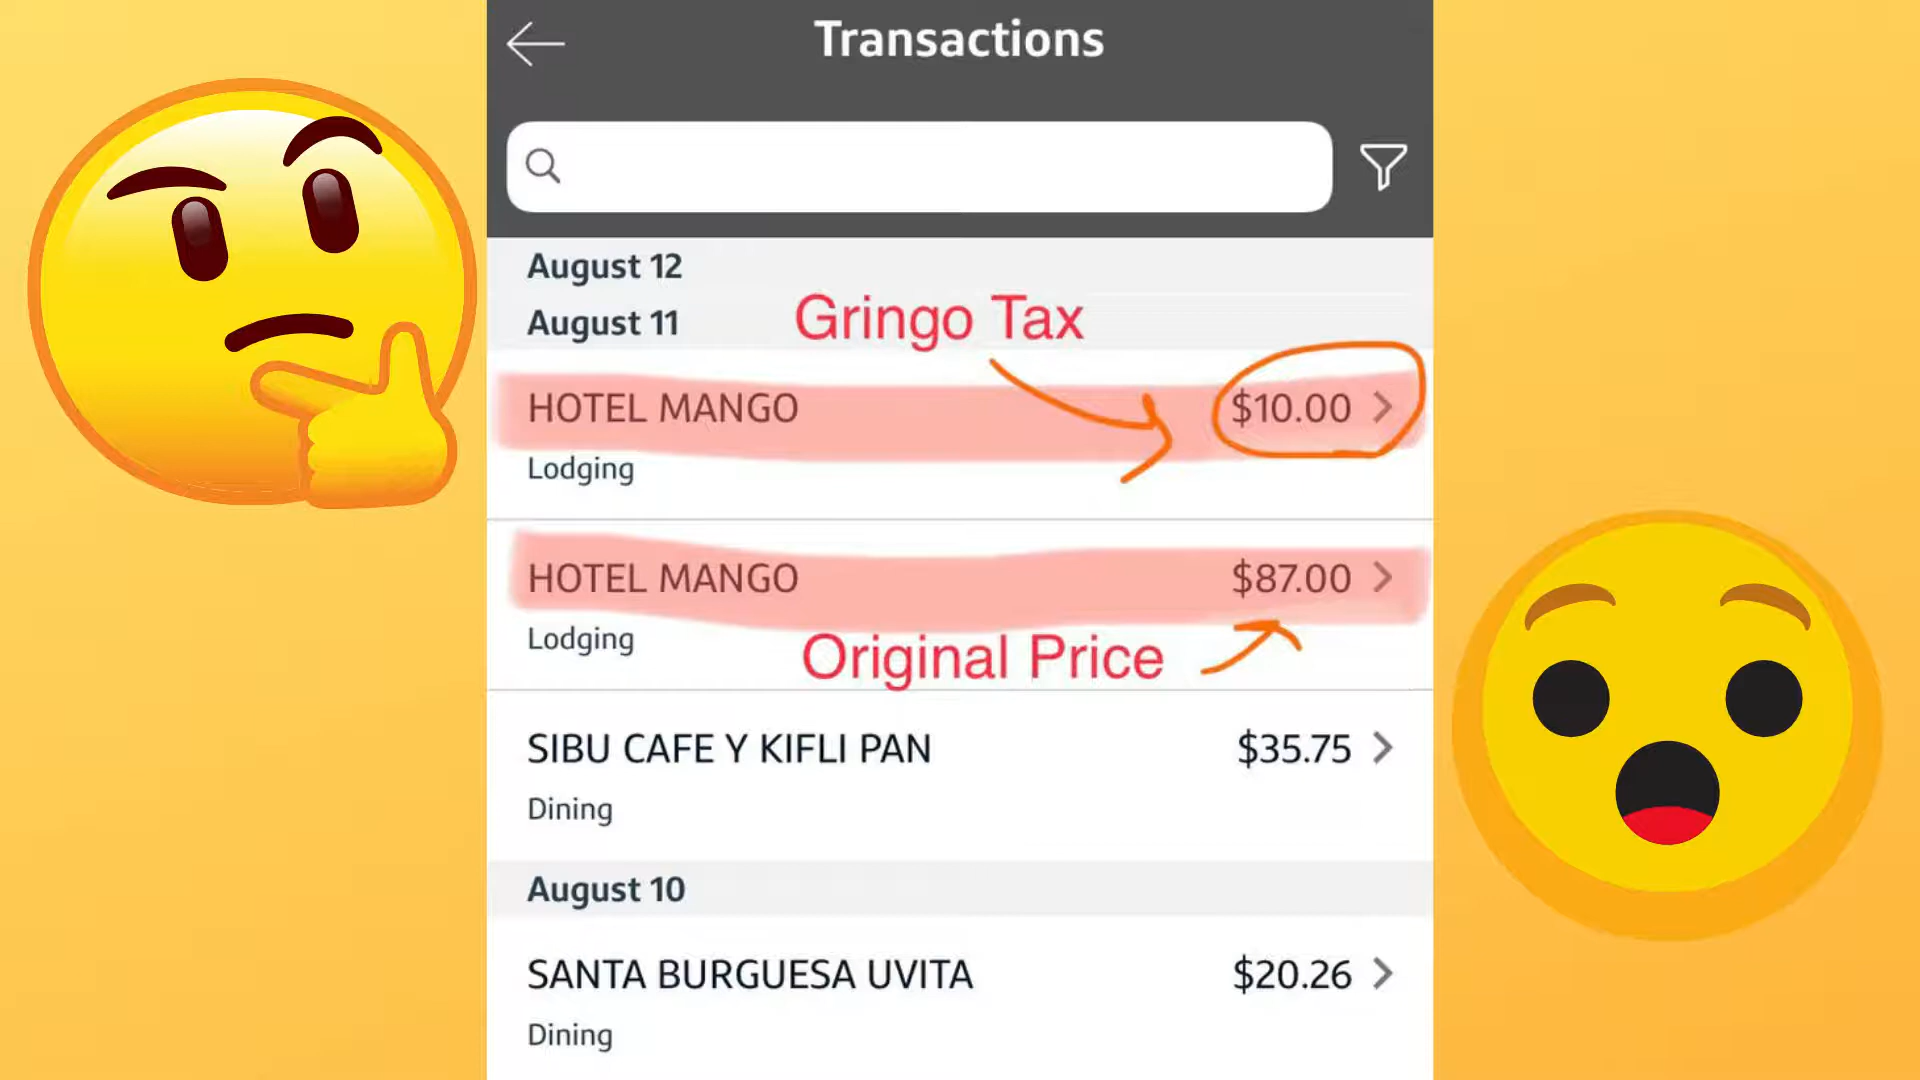 Transactions
August 12
August 11
Gringo Tax
HOTEL MANGO $10.00
Lodging
HOTEL MANGO $87.00
Lodging
Original Price
SIBU CAFE Y KIFLI PAN $35.75
Dining
August 10
SANTA BURGUESA UVITA $20.26
Dining